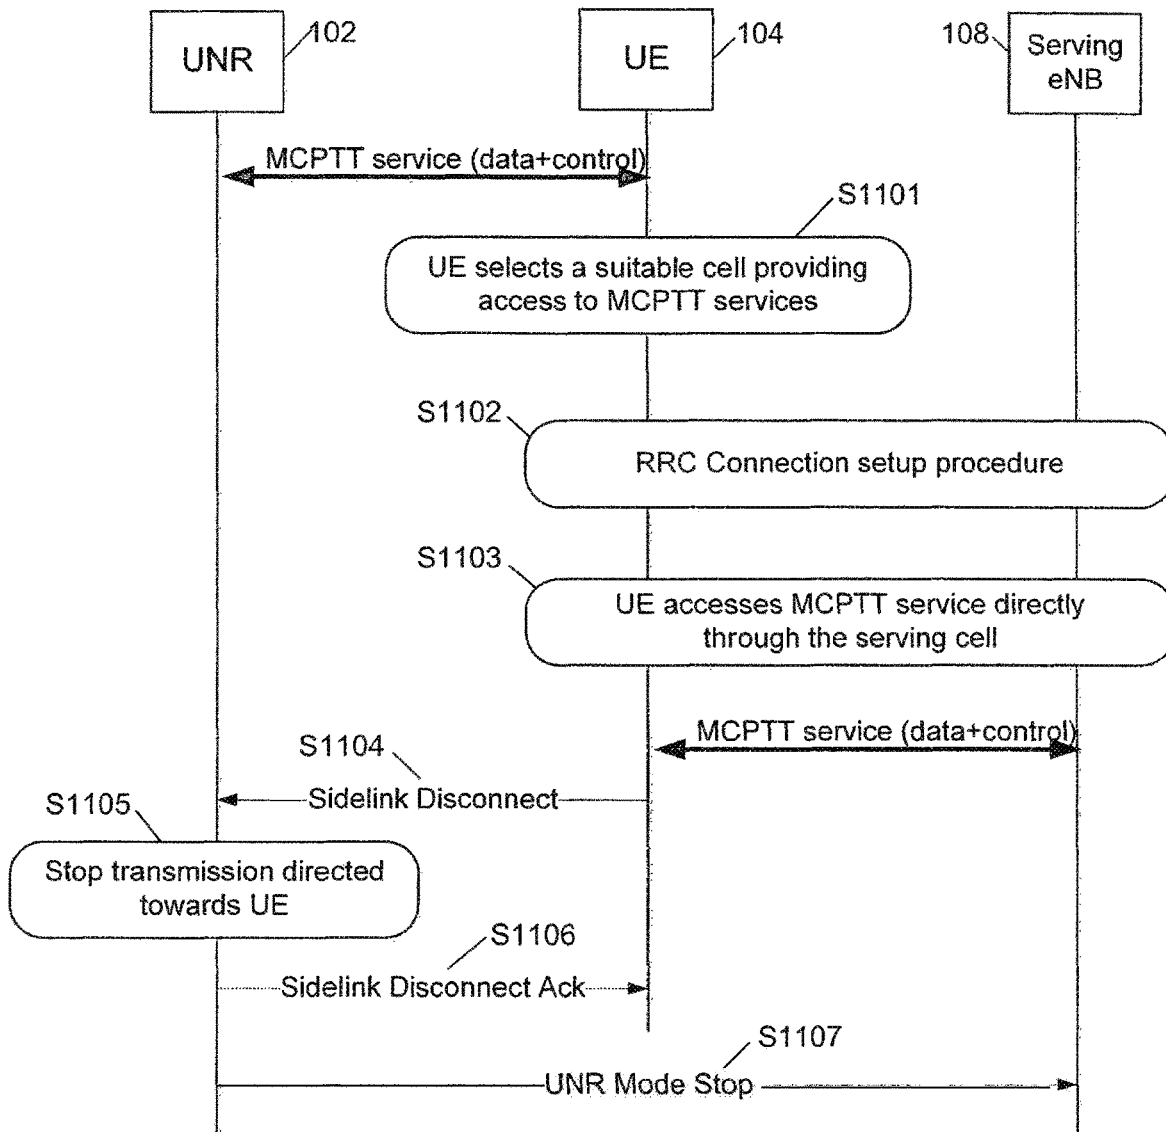 UNR
102
UE
104
108
Serving
eNB
MCPTT service (data+control)
S1101
UE selects a suitable cell providing
access to MCPTT services
S1102
RRC Connection setup procedure
S1103
UE accesses MCPTT service directly
through the serving cell
MCPTT service (data+control)
S1104
Sidelink Disconnect
S1105
Stop transmission directed
towards UE
S1106
Sidelink Disconnect Ack
S1107
UNR Mode Stop